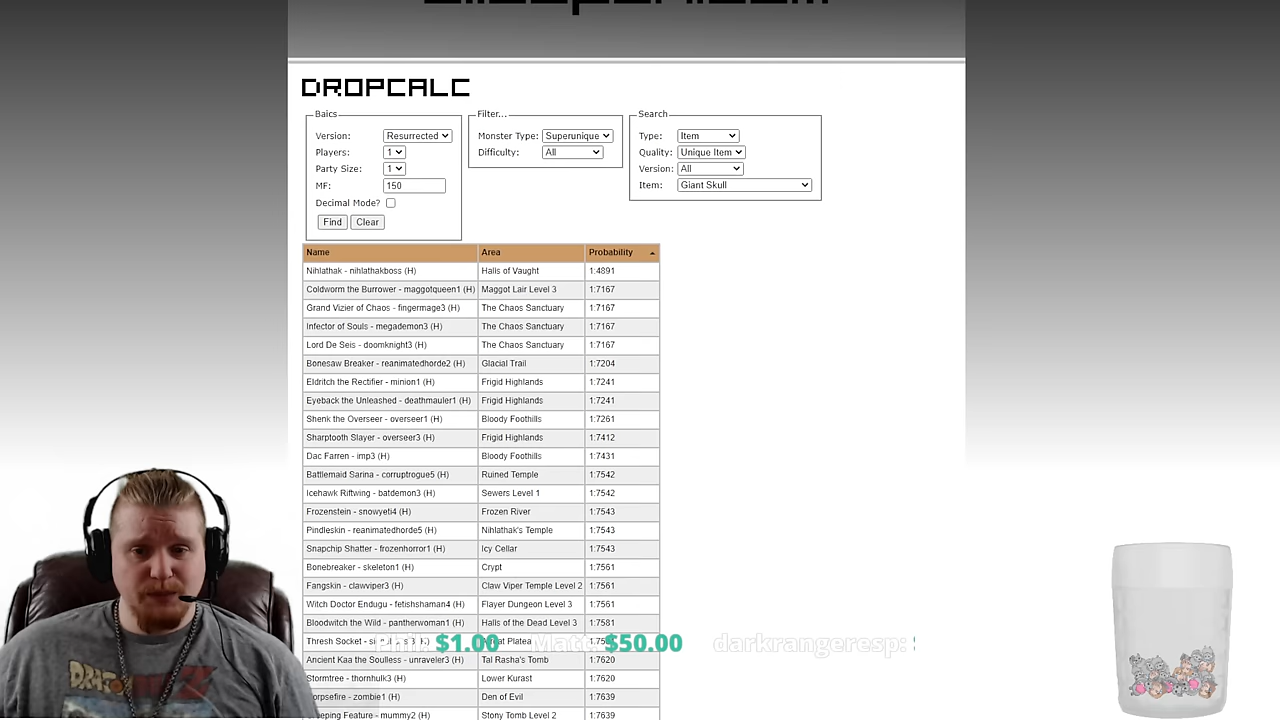 DROPCALC
Baics
Version: Resurrected
Players: 1
Party Size: 1
MF: 150
Decimal Mode?
Find Clear
Filter...
Monster Type: Superunique
Difficulty: All
Search
Type: Item
Quality: Unique Item
Version: All
Item: Giant Skull
Name Area Probability
Nihlathak - nihlathakboss (H) Halls of Vaught 1:4891
Coldworm the Burrower - maggotqueen1 (H) Maggot Lair Level 3 1:7167
Grand Vizier of Chaos - fingermage3 (H) The Chaos Sanctuary 1:7167
Infector of Souls - megademon3 (H) The Chaos Sanctuary 1:7167
Lord De Seis - doomknight3 (H) The Chaos Sanctuary 1:7167
Bonesaw Breaker - reanimatedhorde2 (H) Glacial Trail 1:7204
Eldritch the Rectifier - minion1 (H) Frigid Highlands 1:7241
Eyeback the Unleashed - deathmauler1 (H) Frigid Highlands 1:7241
Shenk the Overseer - overseer1 (H) Bloody Foothills 1:7261
Sharptooth Slayer - overseer3 (H) Frigid Highlands 1:7412
Dac Farren - imp3 (H) Bloody Foothills 1:7431
Battlemaid Sarina - corruptrogue5 (H) Ruined Temple 1:7542
Icehawk Riftwing - batdemon3 (H) Sewers Level 1 1:7542
Frozenstein - snowyeti4 (H) Frozen River 1:7543
Pindleskin - reanimatedhorde5 (H) Nihlathak's Temple 1:7543
Snapchip Shatter - frozenhorror1 (H) Icy Cellar 1:7543
Bonebreaker - skeleton1 (H) Crypt 1:7561
Fangskin - clawviper3 (H) Claw Viper Temple Level 2 1:7561
Witch Doctor Endugu - fetishshaman4 (H) Flayer Dungeon Level 3 1:7561
Bloodwitch the Wild - pantherwoman1 (H) Halls of the Dead Level 3 1:7581
Thresh Socket - (H) Platea
$1.00 Matt: $50.00 darkrangeresp:
Ancient Kaa the Soulless - unraveler3 (H) Tal Rasha's Tomb 1:7620
Stormtree - thornhulk3 (H) Lower Kurast 1:7620
orpsefire - zombie1 (H) Den of Evil 1:7639
eeping Feature - mummy2 (H) Stony Tomb Level 2 1:7639